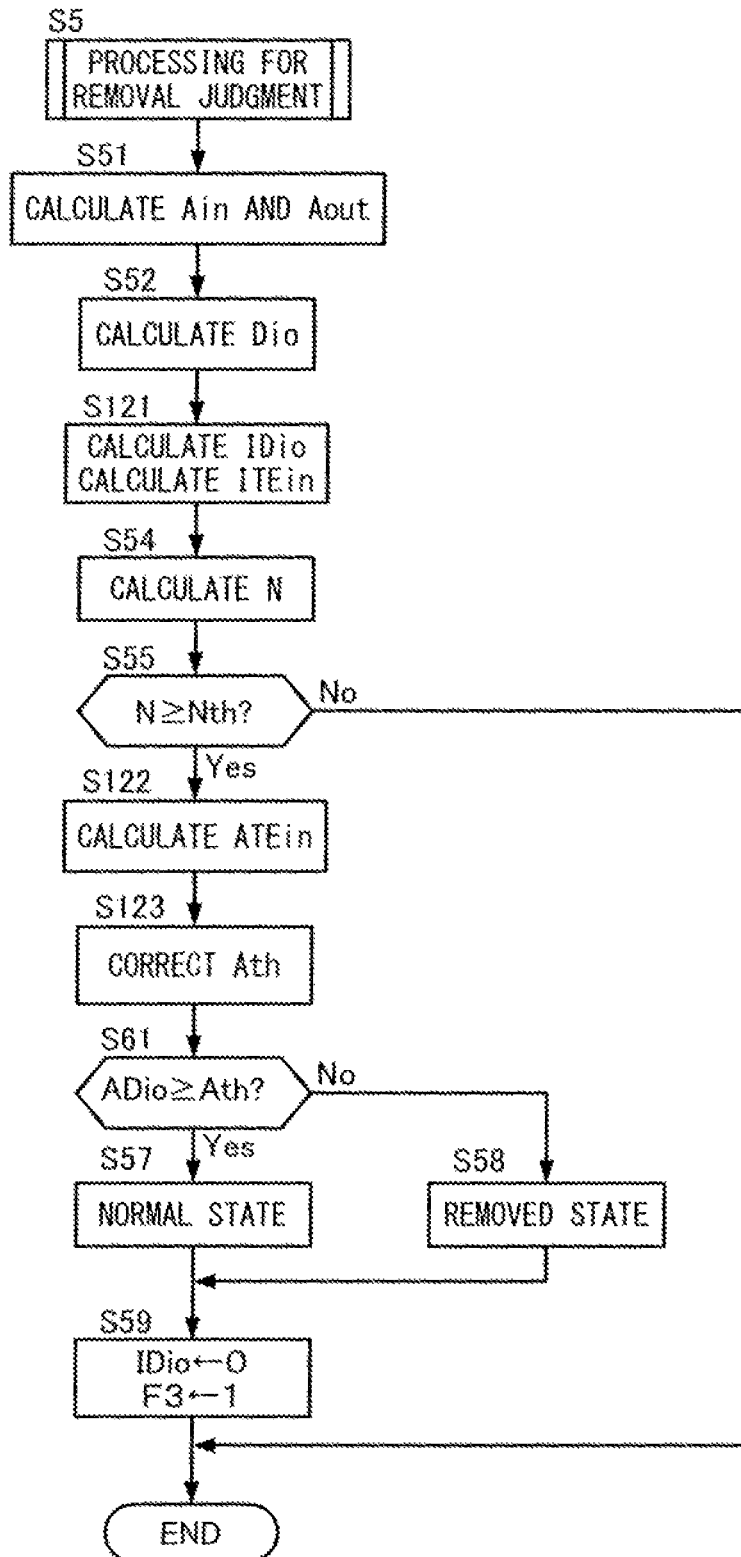 S5
PROCESSING FOR
REMOVAL JUDGMENT
S51
CALCULATE Ain AND Aout
S52
CALCULATE Dio
S121
CALCULATE IDio
CALCULATE ITEin
S54
CALCULATE N
S55
N≧Nth?
No
Yes
S122
CALCULATE ATEin
S123
CORRECT Ath
S61
ADio≧Ath?
No
Yes
S57
NORMAL STATE
S58
REMOVED STATE
S59
IDio←0
F3←1
END